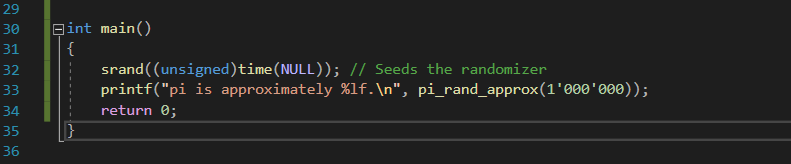 29
30 int main()
31 {
32 srand((unsigned)time(NULL)); // Seeds the randomizer
33 printf("pi is approximately %lf.\n", pi_rand_approx(1'000'000));
34 return 0;
35 }
36